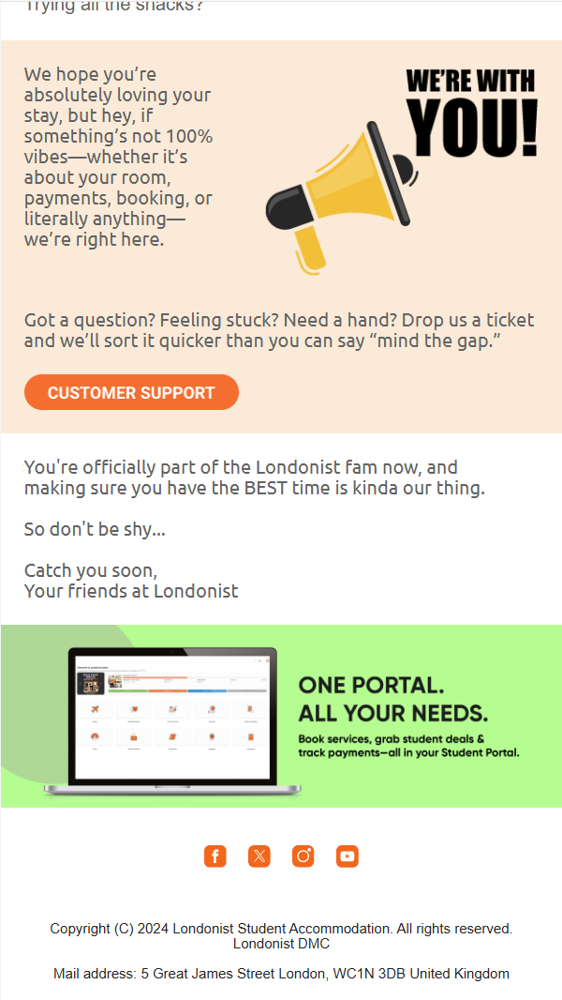 Trying all the snacks?
We hope you’re
absolutely loving your
stay, but hey, if
something’s not 100%
vibes—whether it’s
about your room,
payments, booking, or
literally anything—
we’re right here.
WE'RE WITH
YOU!
Got a question? Feeling stuck? Need a hand? Drop us a ticket
and we’ll sort it quicker than you can say “mind the gap.”
CUSTOMER SUPPORT
You're officially part of the Londonist fam now, and
making sure you have the BEST time is kinda our thing.
So don't be shy...
Catch you soon,
Your friends at Londonist
ONE PORTAL.
ALL YOUR NEEDS.
Book services, grab student deals &
track payments—all in your Student Portal.
Copyright (C) 2024 Londonist Student Accommodation. All rights reserved.
Londonist DMC
Mail address: 5 Great James Street London, WC1N 3DB United Kingdom